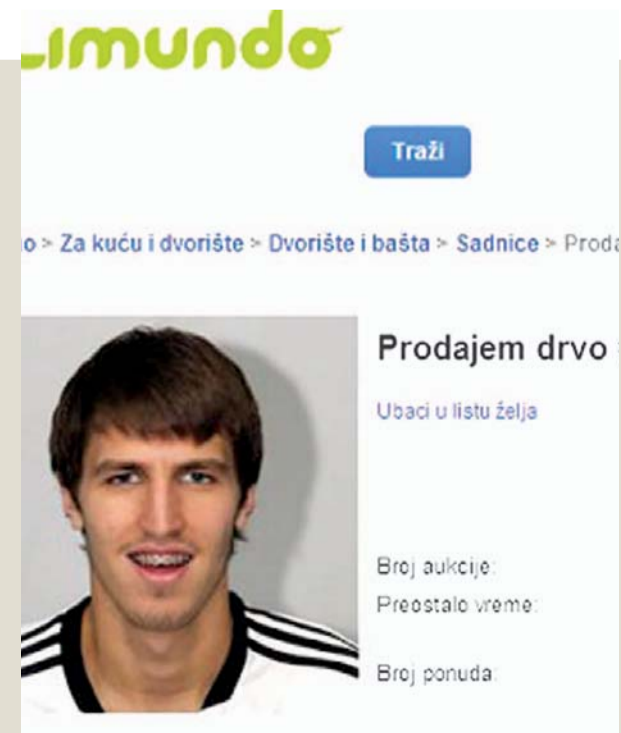 Limundo
Traži
o > Za kuću i dvorište > Dvorište i bašta > Sadnice > Proda
Prodajem drvo
Ubaci u listu želja
Broj aukcije:
Preostalo vreme:
Broj ponuda: